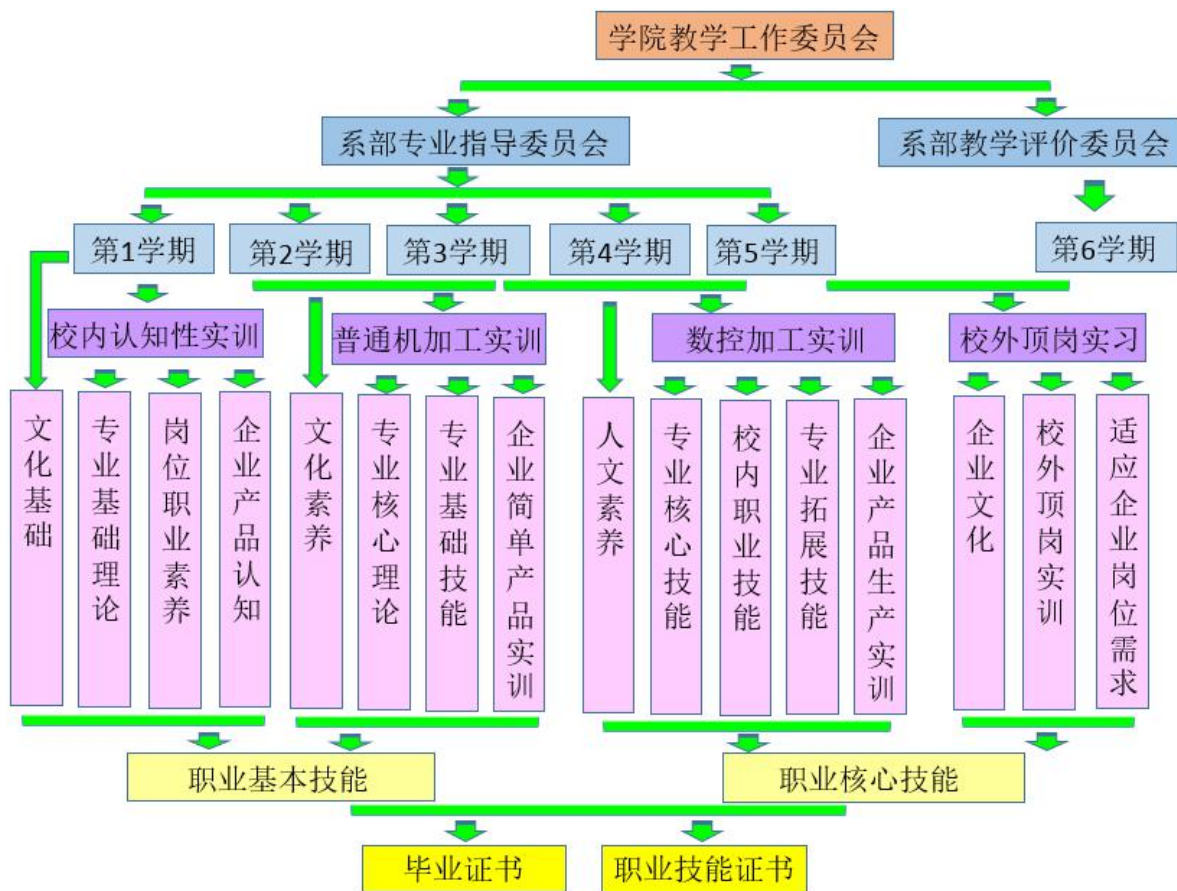 学院教学工作委员会
系部专业指导委员会
系部教学评价委员会
第1学期
第2学期
第3学期
第4学期
第5学期
第6学期
校内认知性实训
普通机加工实训
数控加工实训
校外顶岗实习
文化基础
专业基础理论
岗位职业素养
企业产品认知
文化素养
专业核心理论
专业基础技能
企业简单产品实训
人文素养
专业核心技能
校内职业技能
专业拓展技能
企业产品生产实训
企业文化
校外顶岗实训
适应企业岗位需求
职业基本技能
职业核心技能
毕业证书
职业技能证书